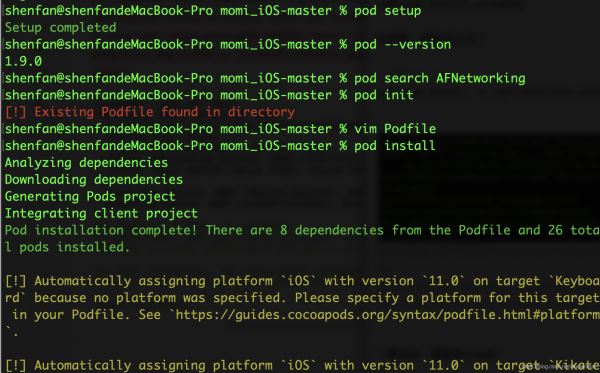 shenfan@shenfandeMacBook-Pro momi_iOS-master % pod setup
Setup completed
shenfan@shenfandeMacBook-Pro momi_iOS-master % pod --version
1.9.0
shenfan@shenfandeMacBook-Pro momi_iOS-master % pod search AFNetworking
shenfan@shenfandeMacBook-Pro momi_iOS-master % pod init
[!] Existing Podfile found in directory
shenfan@shenfandeMacBook-Pro momi_iOS-master % vim Podfile
shenfan@shenfandeMacBook-Pro momi_iOS-master % pod install
Analyzing dependencies
Downloading dependencies
Generating Pods project
Integrating client project
Pod installation complete! There are 8 dependencies from the Podfile and 26 tota
l pods installed.
[!] Automatically assigning platform `iOS` with version `11.0` on target `Keyboa
rd` because no platform was specified. Please specify a platform for this target
in your Podfile. See `https://guides.cocoapods.org/syntax/podfile.html#platform
`.
[!] Automatically assigning platform `iOS` with version `11.0` on target `Kikate